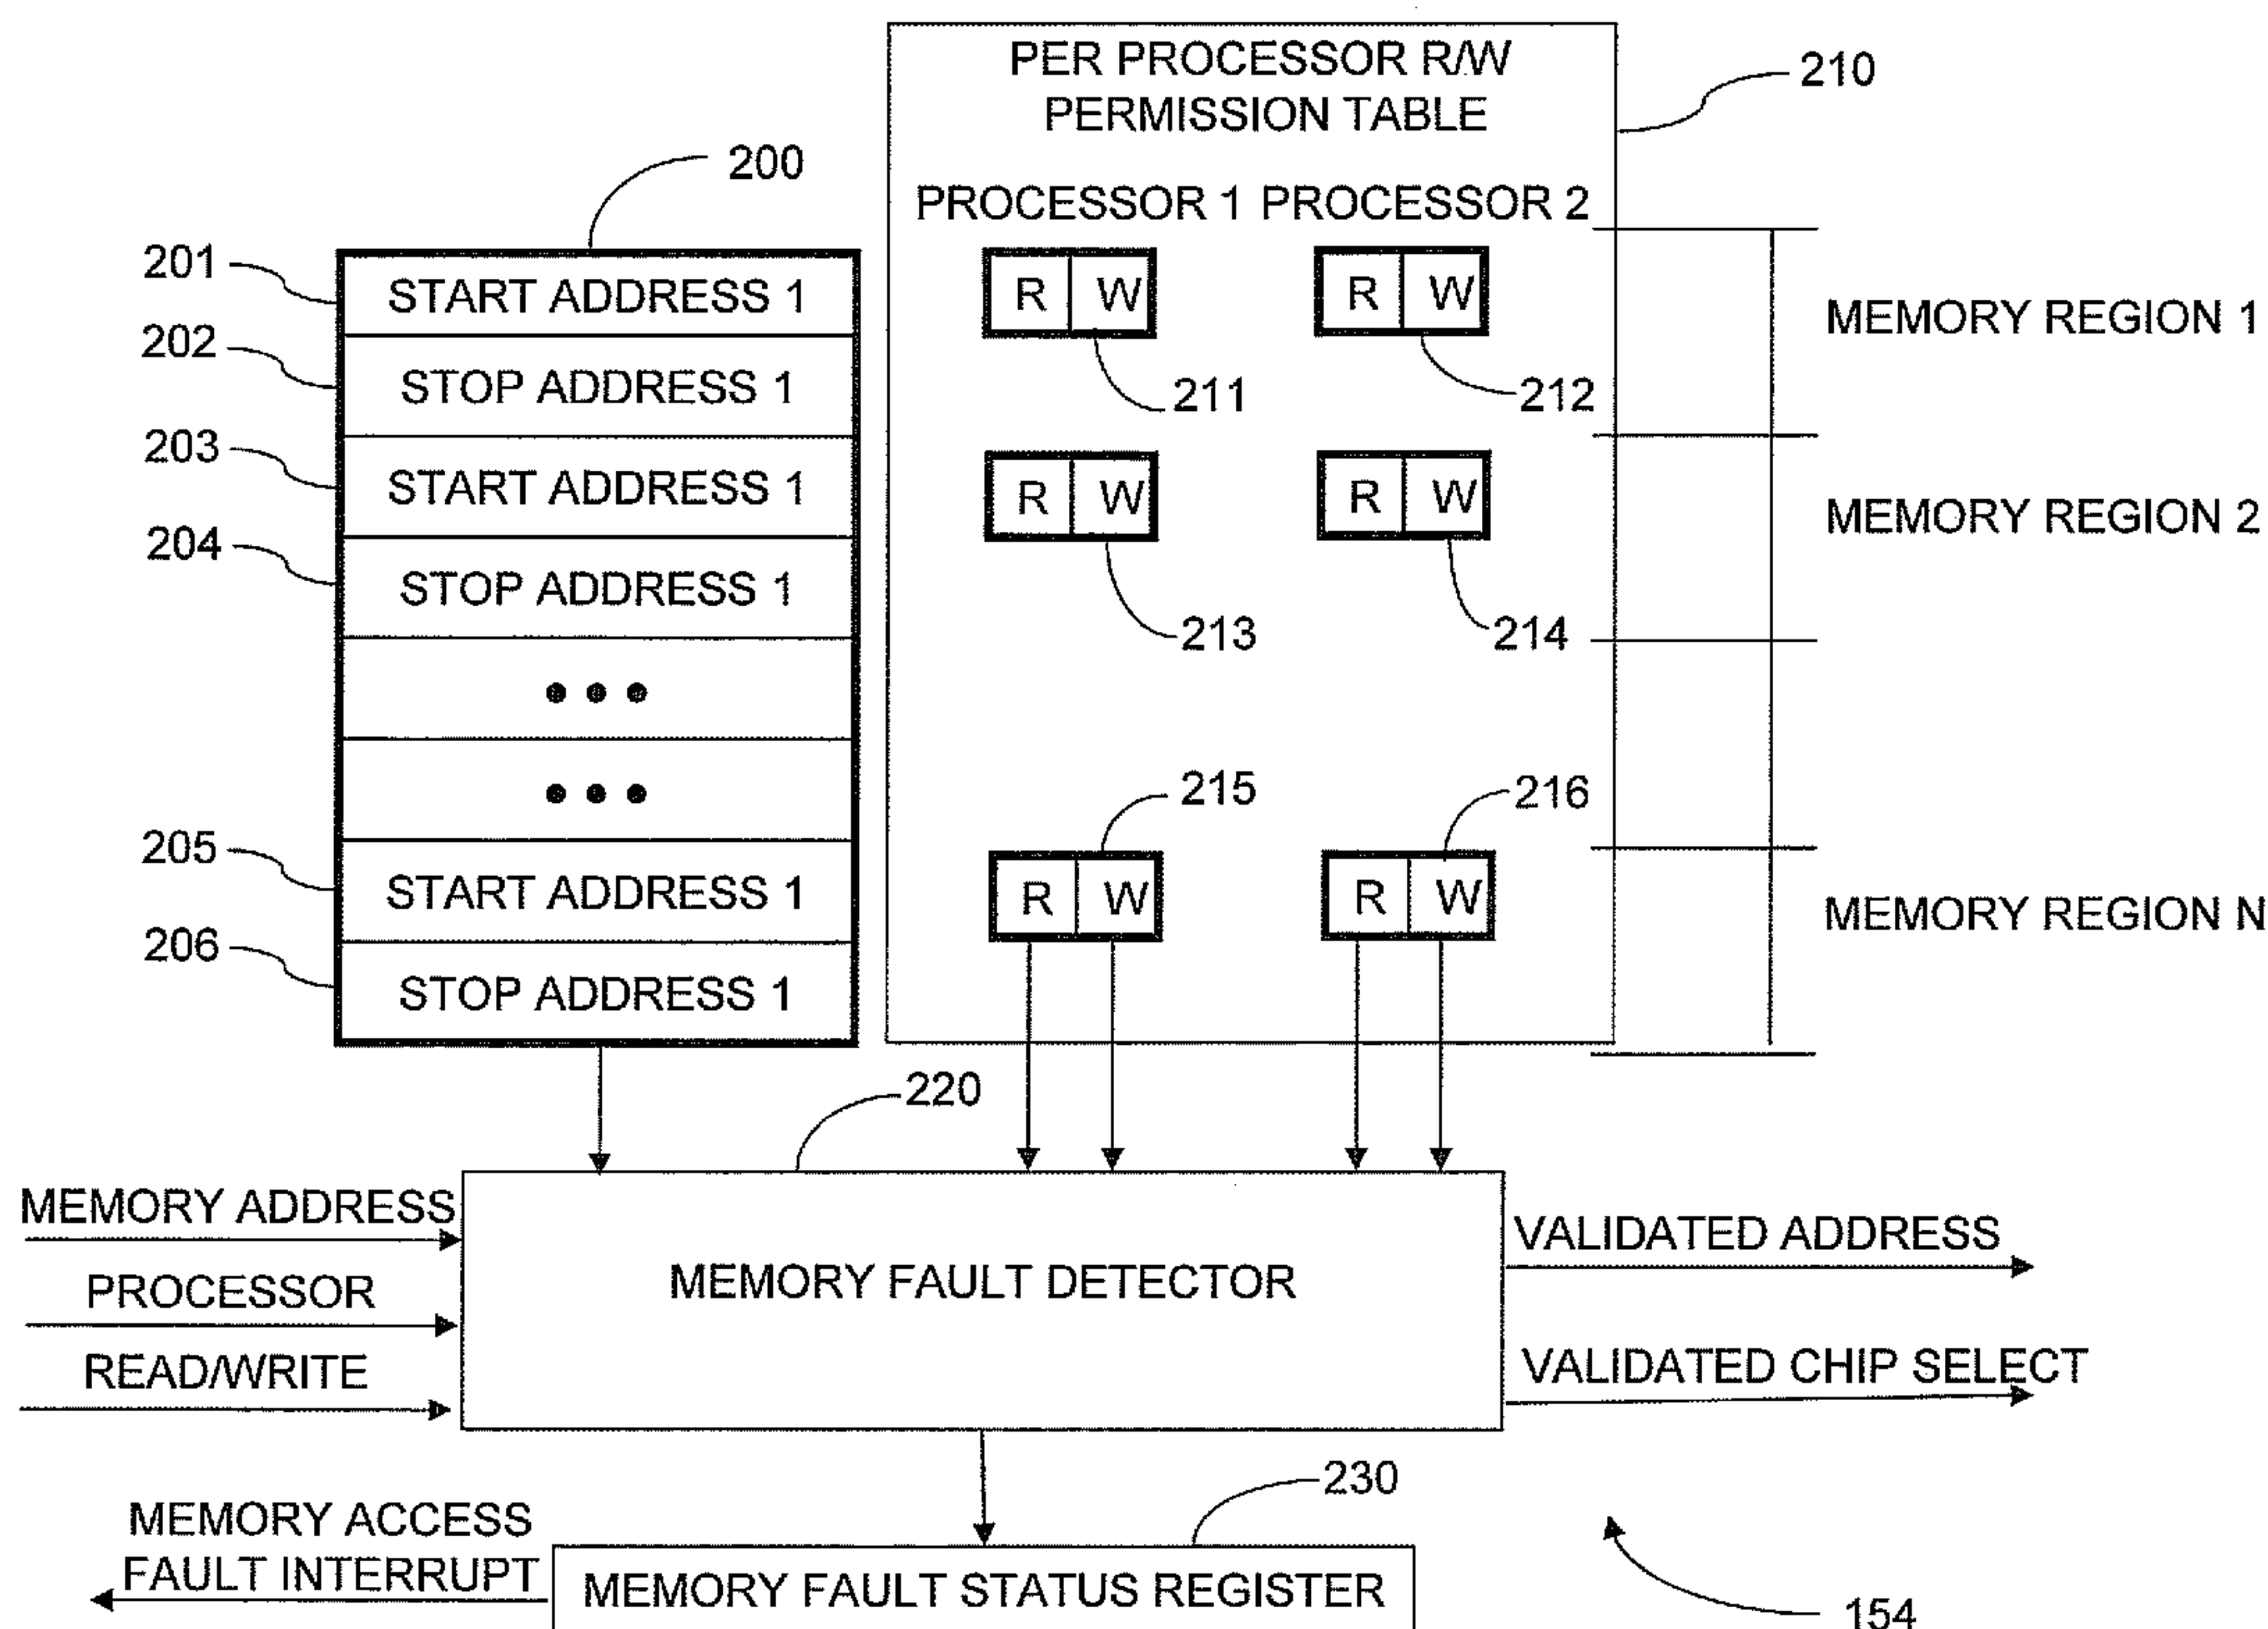 PER PROCESSOR R/W
PERMISSION TABLE
210
200
PROCESSOR 1 PROCESSOR 2
201
START ADDRESS 1
R W
R W
MEMORY REGION 1
202
STOP ADDRESS 1
211
212
203
START ADDRESS 1
R W
R W
MEMORY REGION 2
204
STOP ADDRESS 1
213
214
• • •
• • •
215
216
205
START ADDRESS 1
R W
R W
MEMORY REGION N
206
STOP ADDRESS 1
220
MEMORY ADDRESS
VALIDATED ADDRESS
PROCESSOR
MEMORY FAULT DETECTOR
READ/WRITE
VALIDATED CHIP SELECT
230
MEMORY ACCESS
FAULT INTERRUPT
MEMORY FAULT STATUS REGISTER
154